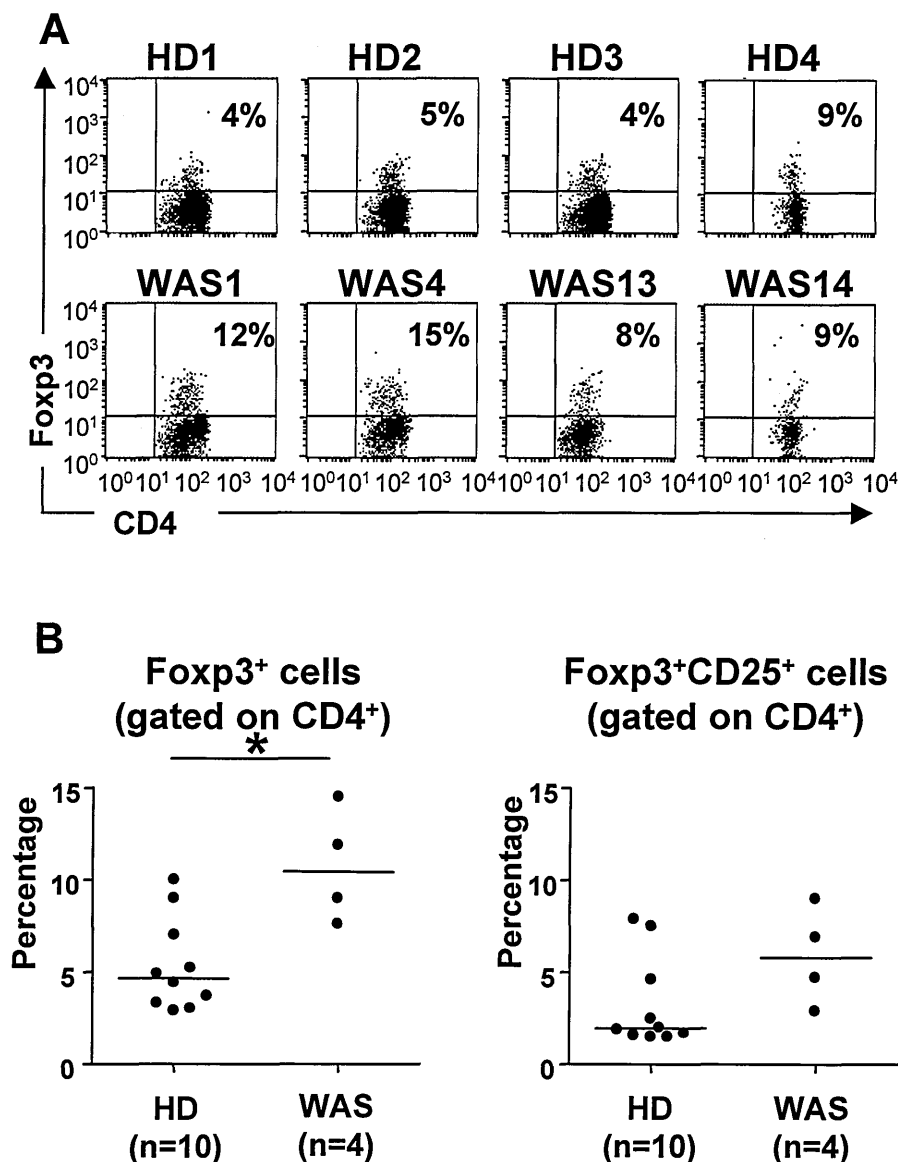 A
HD1 HD2 HD3 HD4
10⁴ 10³ 10² 10¹ 10⁰
4% 5% 4% 9%
WAS1 WAS4 WAS13 WAS14
10⁴ 10³ 10² 10¹ 10⁰
12% 15% 8% 9%
Foxp3
10⁰ 10¹ 10² 10³ 10⁴ 10⁰ 10¹ 10² 10³ 10⁴ 10⁰ 10¹ 10² 10³ 10⁴ 10⁰ 10¹ 10² 10³ 10⁴
CD4
B
Foxp3⁺ cells
(gated on CD4⁺)
*
Percentage
15
10
5
0
HD WAS
(n=10) (n=4)
Foxp3⁺CD25⁺ cells
(gated on CD4⁺)
Percentage
15
10
5
0
HD WAS
(n=10) (n=4)